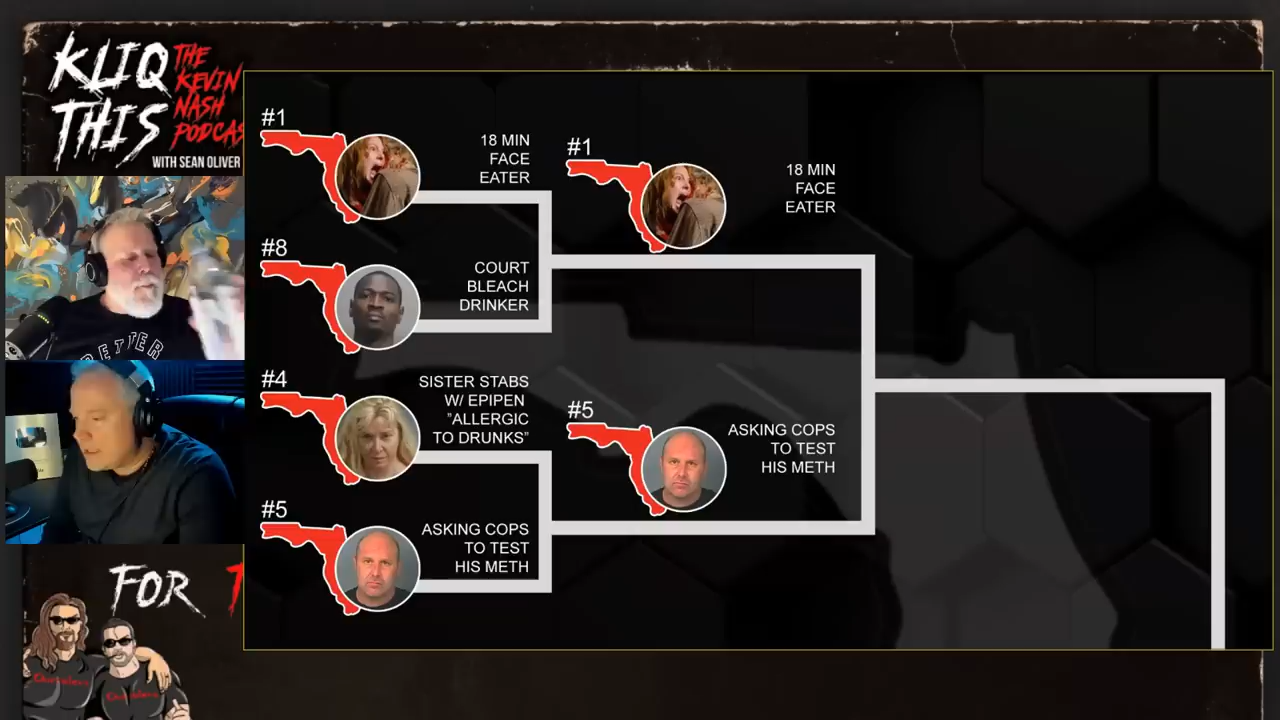 KLIQ
THIS
THE
KEVIN
NASH
PODCAS
WITH SEAN OLIVER
#1
18 MIN
FACE
EATER
#8
COURT
BLEACH
DRINKER
#4
SISTER STABS
W/ EPIPEN
"ALLERGIC
TO DRUNKS"
#5
ASKING COPS
TO TEST
HIS METH
#1
18 MIN
FACE
EATER
#5
ASKING COPS
TO TEST
HIS METH
FOR T